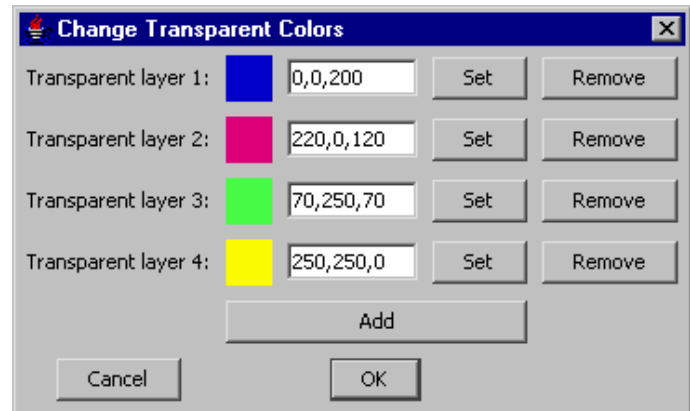 Change Transparent Colors
Transparent layer 1: 0,0,200 Set Remove
Transparent layer 2: 220,0,120 Set Remove
Transparent layer 3: 70,250,70 Set Remove
Transparent layer 4: 250,250,0 Set Remove
Add
Cancel OK